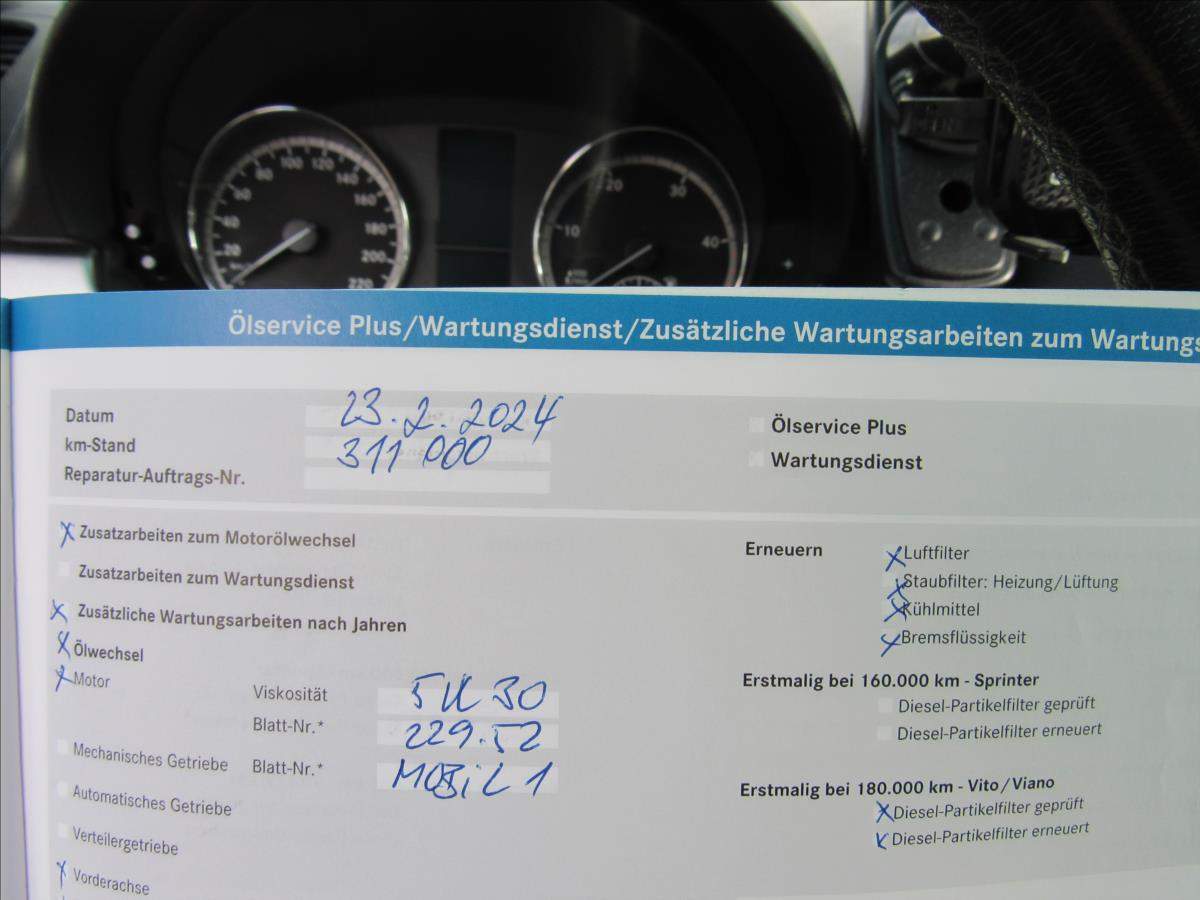 20 40 60 80 100 120 140 160 180 200 220
10 20 30 40
Ölservice Plus/Wartungsdienst/Zusätzliche Wartungsarbeiten zum Wartungs
Datum 23.2.2024
km-Stand 311 000
Reparatur-Auftrags-Nr.
Ölservice Plus
Wartungsdienst
Zusatzarbeiten zum Motorölwechsel
Zusatzarbeiten zum Wartungsdienst
Zusätzliche Wartungsarbeiten nach Jahren
Ölwechsel
Motor Viskosität 5W30
Blatt-Nr.* 229.52
Mechanisches Getriebe Blatt-Nr.* MOBiL 1
Automatisches Getriebe
Verteilergetriebe
Vorderachse
Erneuern
Luftfilter
Staubfilter: Heizung/Lüftung
Kühlmittel
Bremsflüssigkeit
Erstmalig bei 160.000 km - Sprinter
Diesel-Partikelfilter geprüft
Diesel-Partikelfilter erneuert
Erstmalig bei 180.000 km - Vito/Viano
Diesel-Partikelfilter geprüft
Diesel-Partikelfilter erneuert